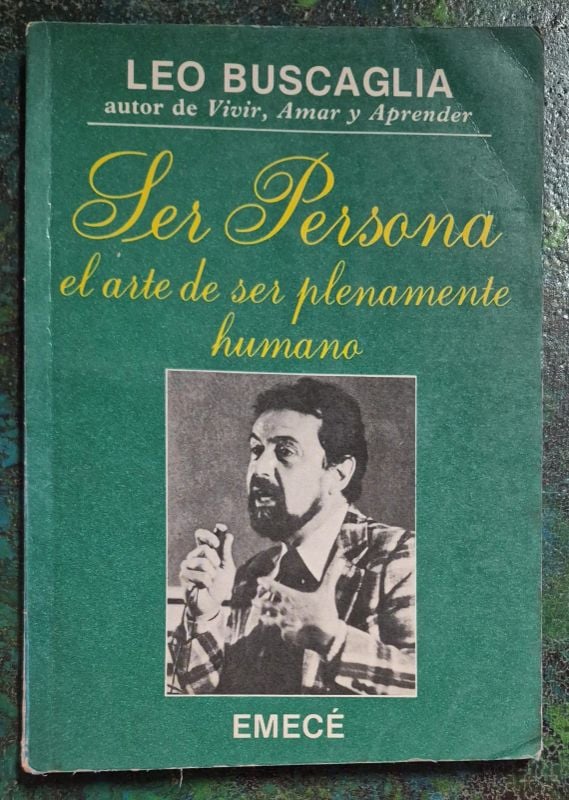 LEO BUSCAGLIA
autor de Vivir, Amar y Aprender
Ser Persona
el arte de ser plenamente
humano
EMECÉ